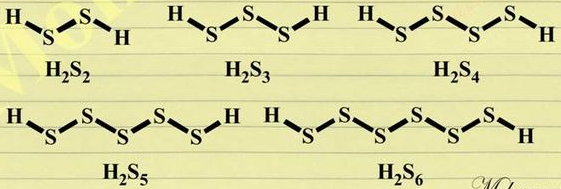 H S S H
H S S S H
H S S S S H
H₂S₂
H₂S₃
H₂S₄
H S S S S S H
H S S S S S S H
H₂S₅
H₂S₆